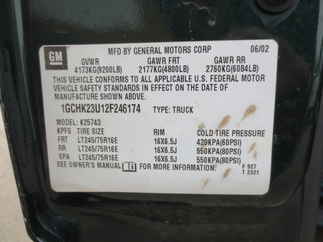 GM
MFD BY GENERAL MOTORS CORP 06/02
GVWR GAWR FRT GAWR RR
4173KG(9200LB) 2177KG(4800LB) 2760KG(6084LB)
THIS VEHICLE CONFORMS TO ALL APPLICABLE U.S. FEDERAL MOTOR
VEHICLE SAFETY STANDARDS IN EFFECT ON THE DATE OF
MANUFACTURE SHOWN ABOVE.
1GCHK23U12F246174 TYPE: TRUCK
MODEL: K25743
TIRE SIZE RIM COLD TIRE PRESSURE
FRT LT245/75R16E 16X6.5J
RR LT245/75R16E 16X6.5J 550KPA(80PSI)
SPA LT245/75R16E 16X6.5J 550KPA(80PSI)
SEE OWNER'S MANUAL FOR MORE INFORMATION